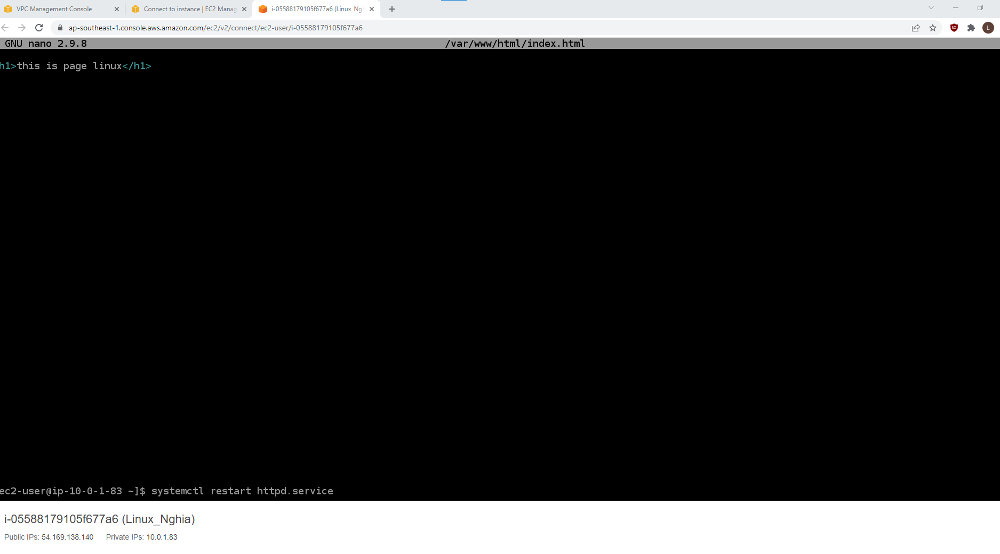 VPC Management Console
Connect to instance | EC2 Manag
i-05588179105f677a6 (Linux_Ngh
ap-southeast-1.console.aws.amazon.com/ec2/v2/connect/ec2-user/i-05588179105f677a6
L
GNU nano 2.9.8 /var/www/html/index.html
h1>this is page linux</h1>
ec2-user@ip-10-0-1-83 ~]$ systemctl restart httpd.service
i-05588179105f677a6 (Linux_Nghia)
Public IPs: 54.169.138.140 Private IPs: 10.0.1.83